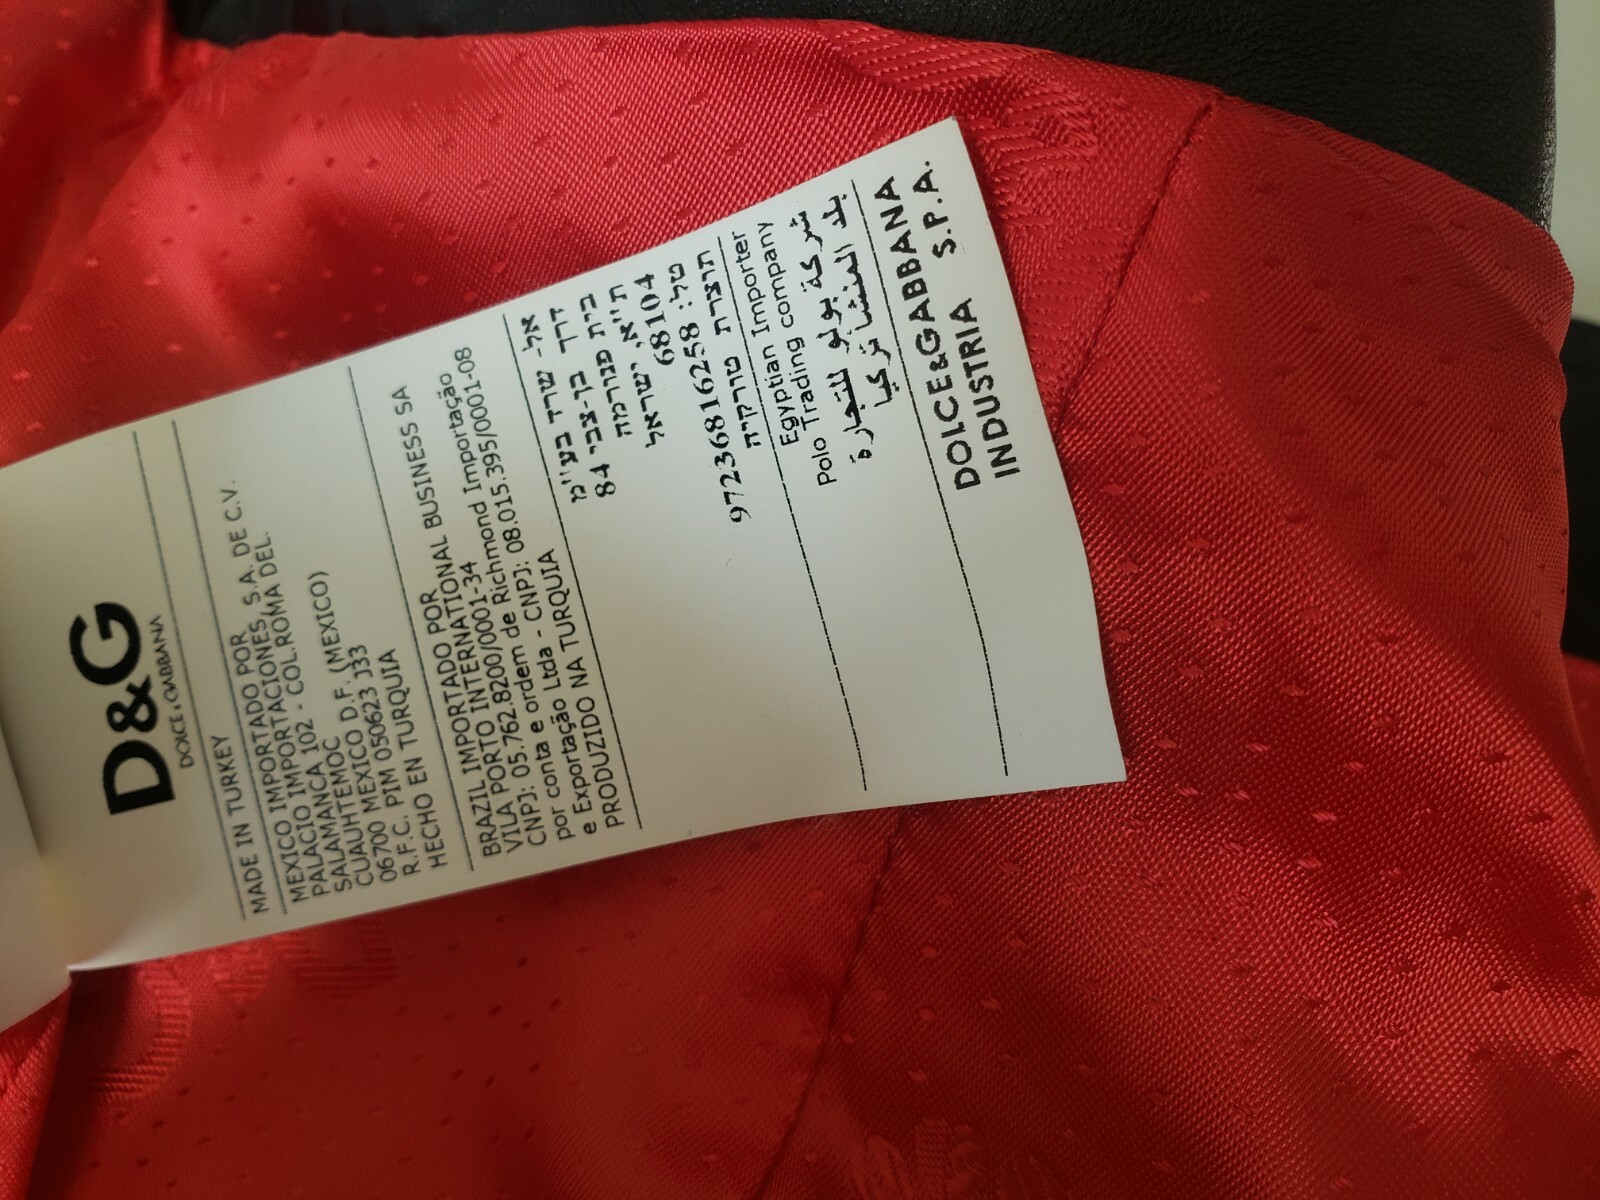 D&G
DOLCE & GABBANA
MADE IN TURKEY
MEXICO IMPORTADO POR
IMPORTACIONES, S.A. DE C.V.
PALACIO 102 - COL.ROMA DEL.
SALAMANCA
CUAUHTEMOC
06700 MEXICO D.F. (MEXICO)
R.F.C. PIM 050623 J33
HECHO EN TURQUIA
BRAZIL IMPORTADO POR
VILA PORTO INTERNATIONAL BUSINESS SA
CNPJ: 05.762.8200/0001-34
por conta e ordem de Richmond Importação
e Exportação Ltda - CNPJ: 08.015.395/0001-08
PRODUZIDO NA TURQUIA
אל- שרד בע''מ
דרך בן-צבי 84
בית פנורמה
ת''א, ישראל
68104
טל: 97236816258
תוצרת טורקיה
Egyptian Importer
Polo Trading company
شركة بولو للتجارة
بلد المنشأ تركيا
DOLCE&GABBANA
INDUSTRIA S.P.A.